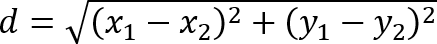 d = √((x₁ − x₂)² + (y₁ − y₂)²)